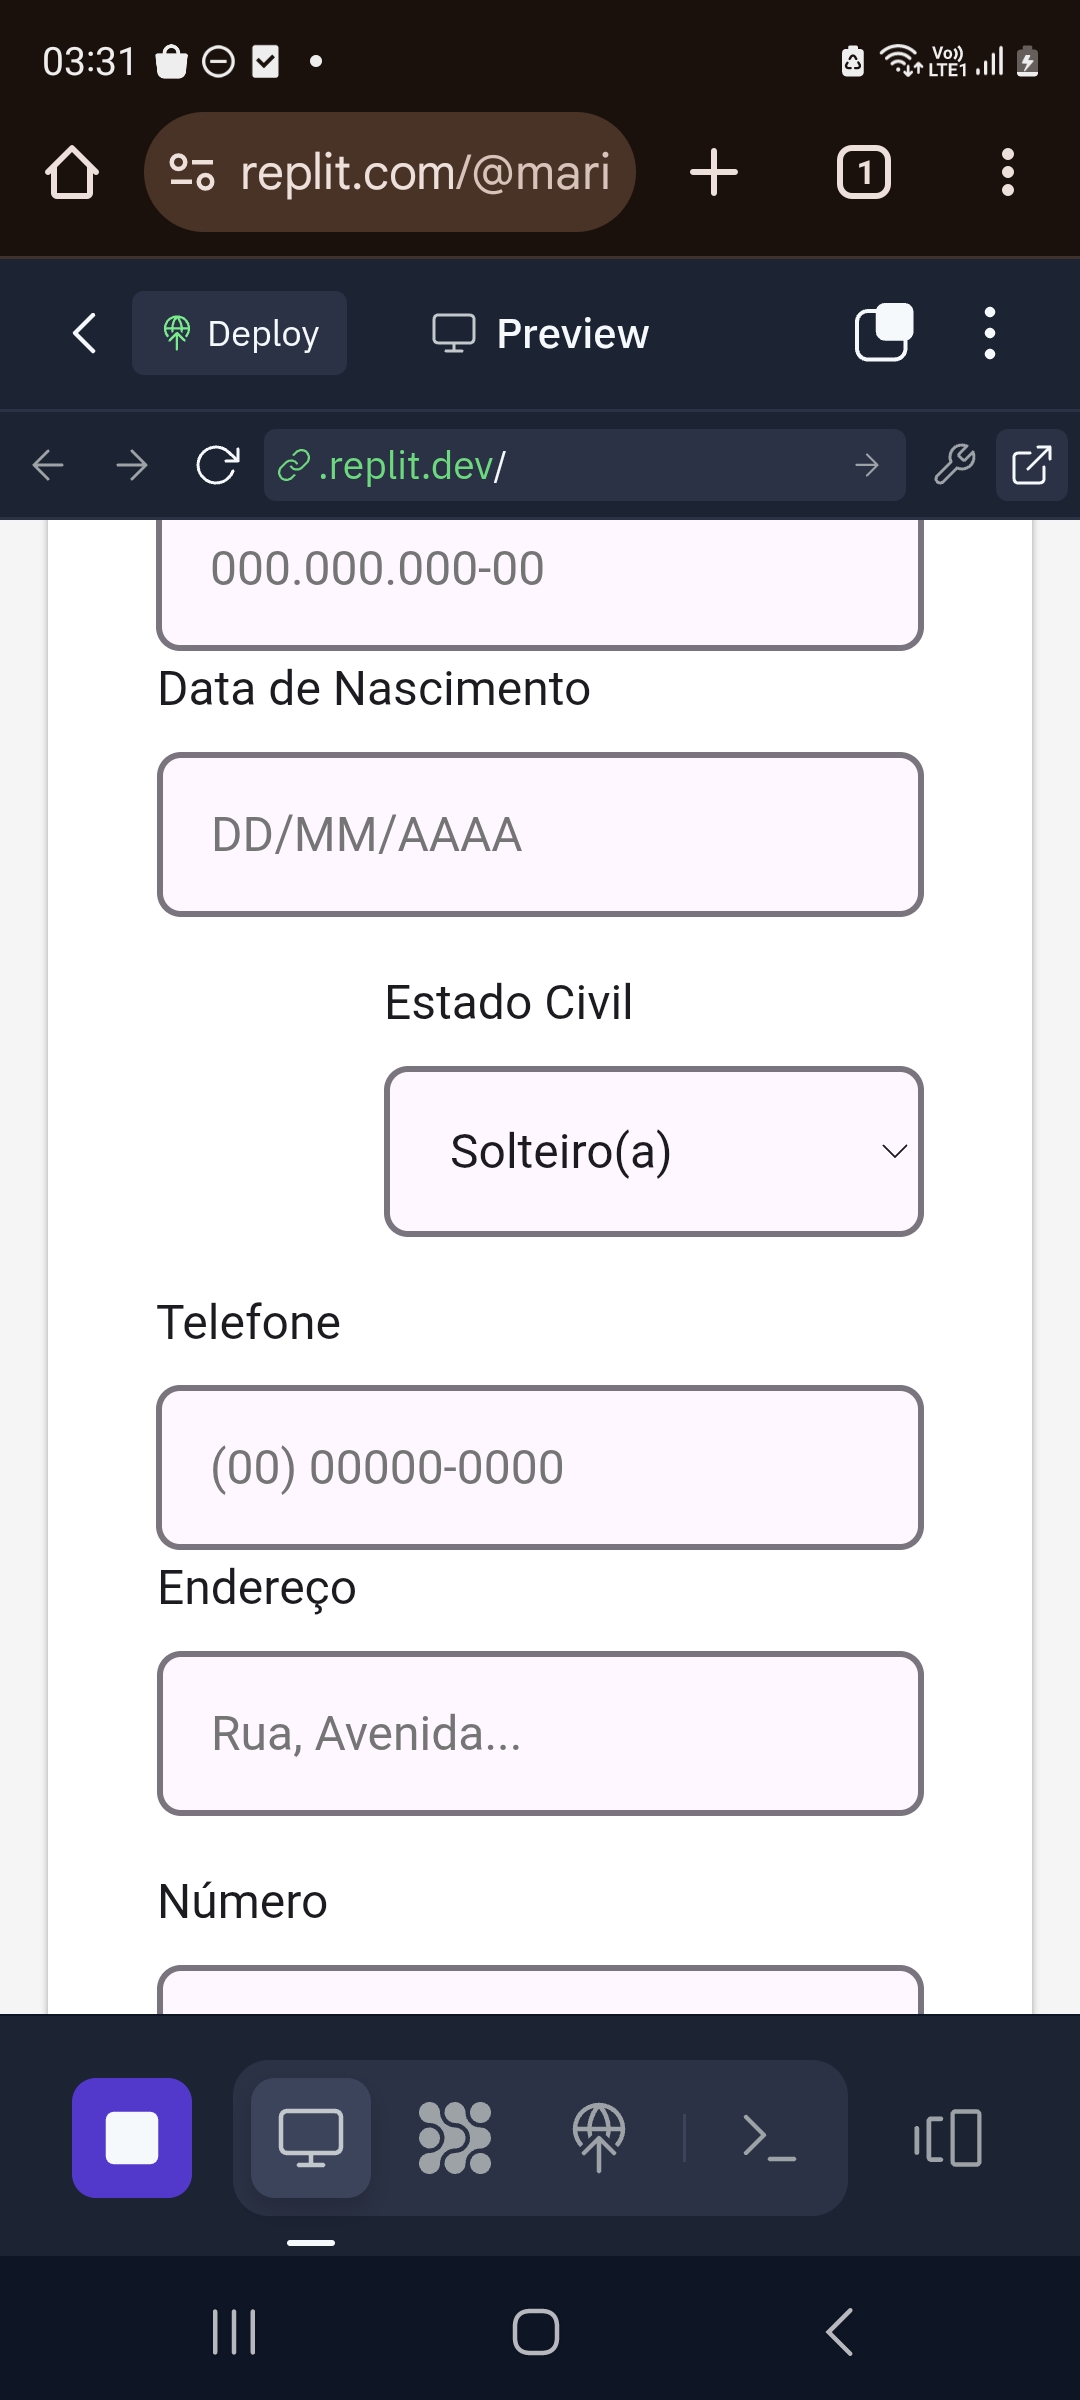 03:31
Vo))
LTE1
replit.com/@mari
1
Deploy
Preview
.replit.dev/
000.000.000-00
Data de Nascimento
DD/MM/AAAA
Estado Civil
Solteiro(a)
Telefone
(00) 00000-0000
Endereço
Rua, Avenida...
Número